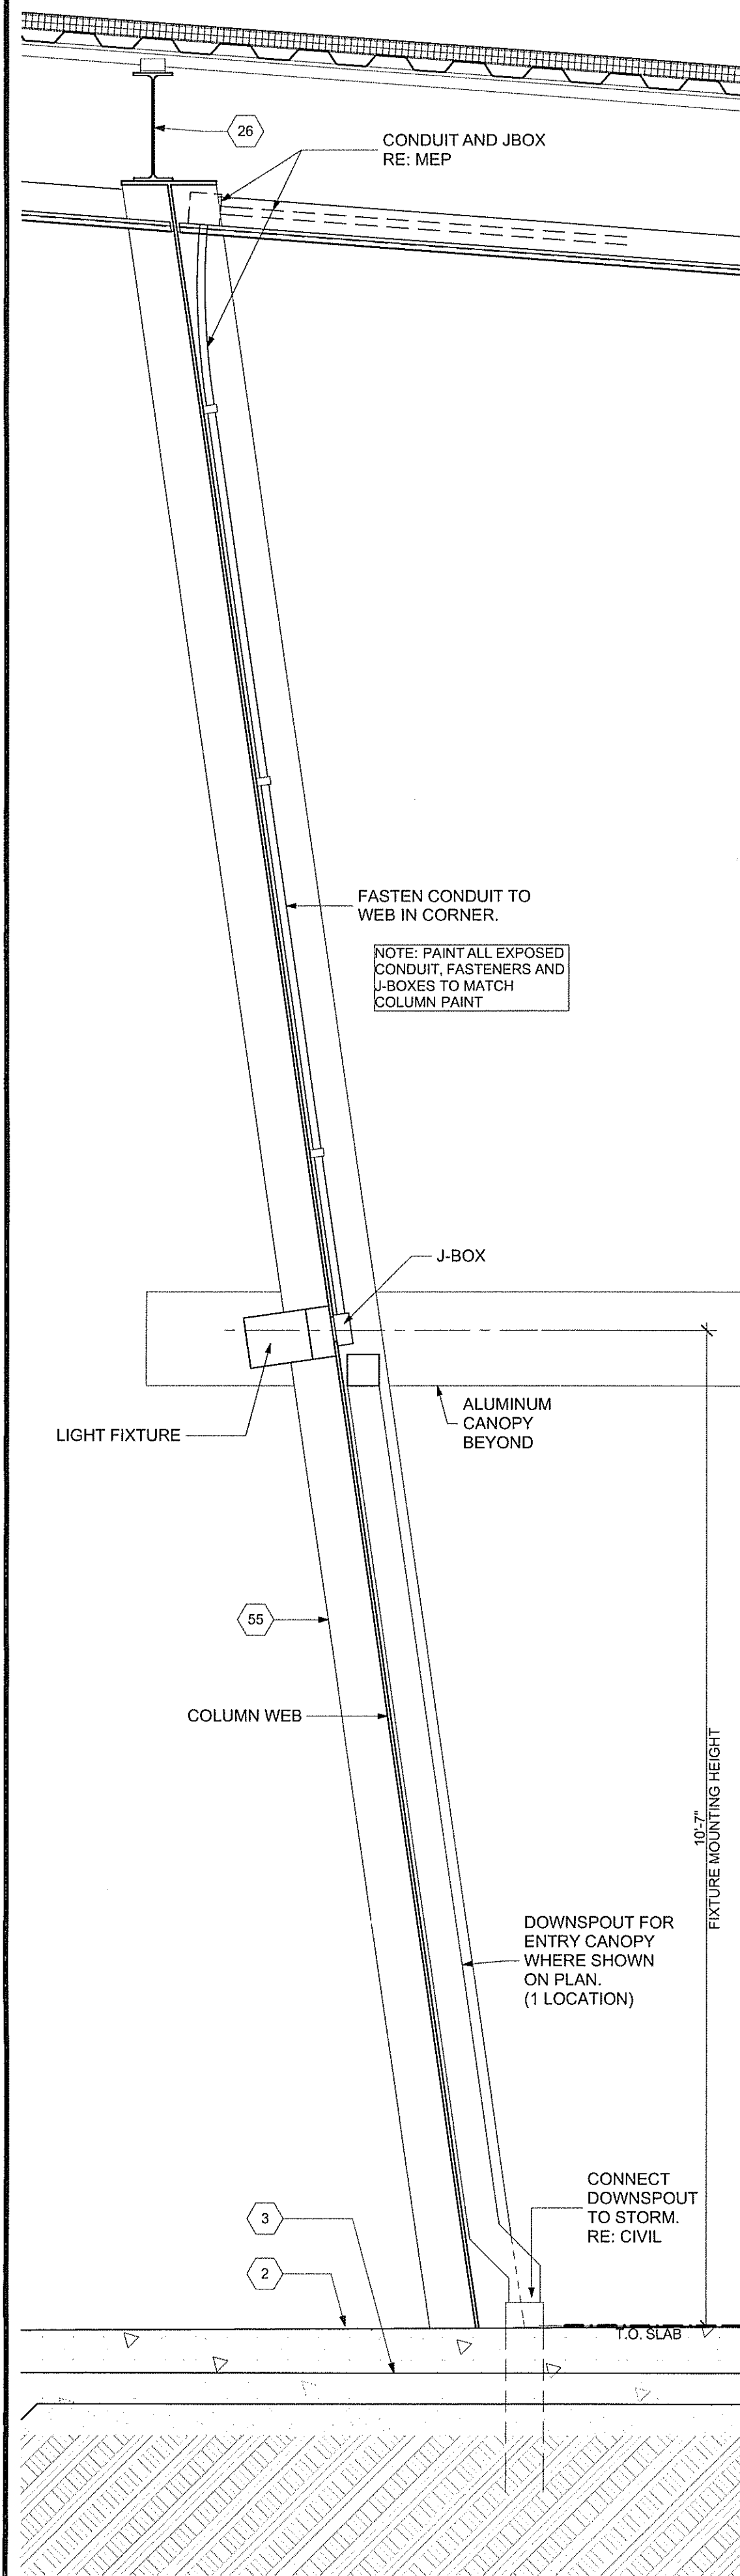 26
CONDUIT AND JBOX
RE: MEP
FASTEN CONDUIT TO
WEB IN CORNER.
NOTE: PAINT ALL EXPOSED
CONDUIT, FASTENERS AND
J-BOXES TO MATCH
COLUMN PAINT
J-BOX
ALUMINUM
CANOPY
BEYOND
LIGHT FIXTURE
55
COLUMN WEB
10'-7"
FIXTURE MOUNTING HEIGHT
DOWNSPOUT FOR
ENTRY CANOPY
WHERE SHOWN
ON PLAN.
(1 LOCATION)
CONNECT
DOWNSPOUT
TO STORM.
RE: CIVIL
3
2
T.O. SLAB